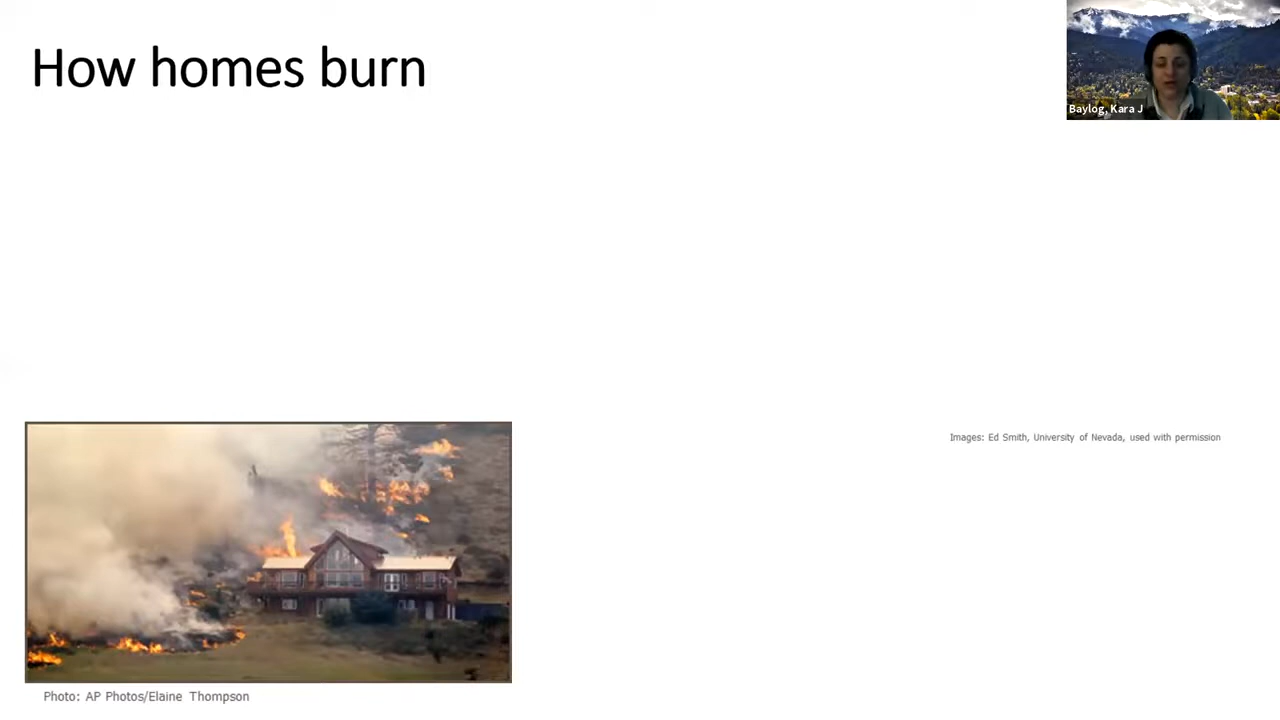 How homes burn
Baylog, Kara J
Images: Ed Smith, University of Nevada, used with permission
Photo: AP Photos/Elaine Thompson